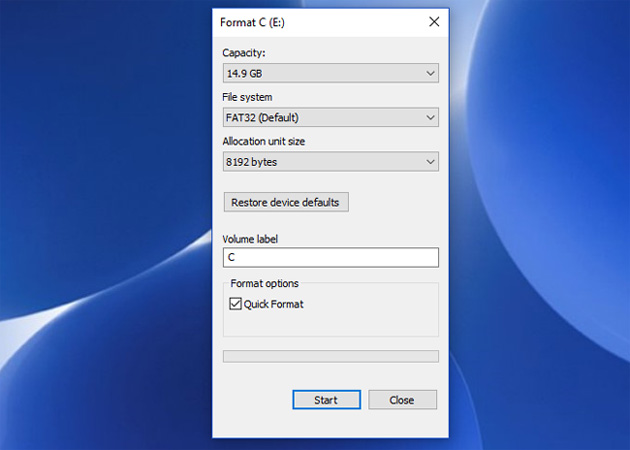 Format C (E:)
Capacity:
14.9 GB
File system
FAT32 (Default)
Allocation unit size
8192 bytes
Restore device defaults
Volume label
C
Format options
Quick Format
Start
Close